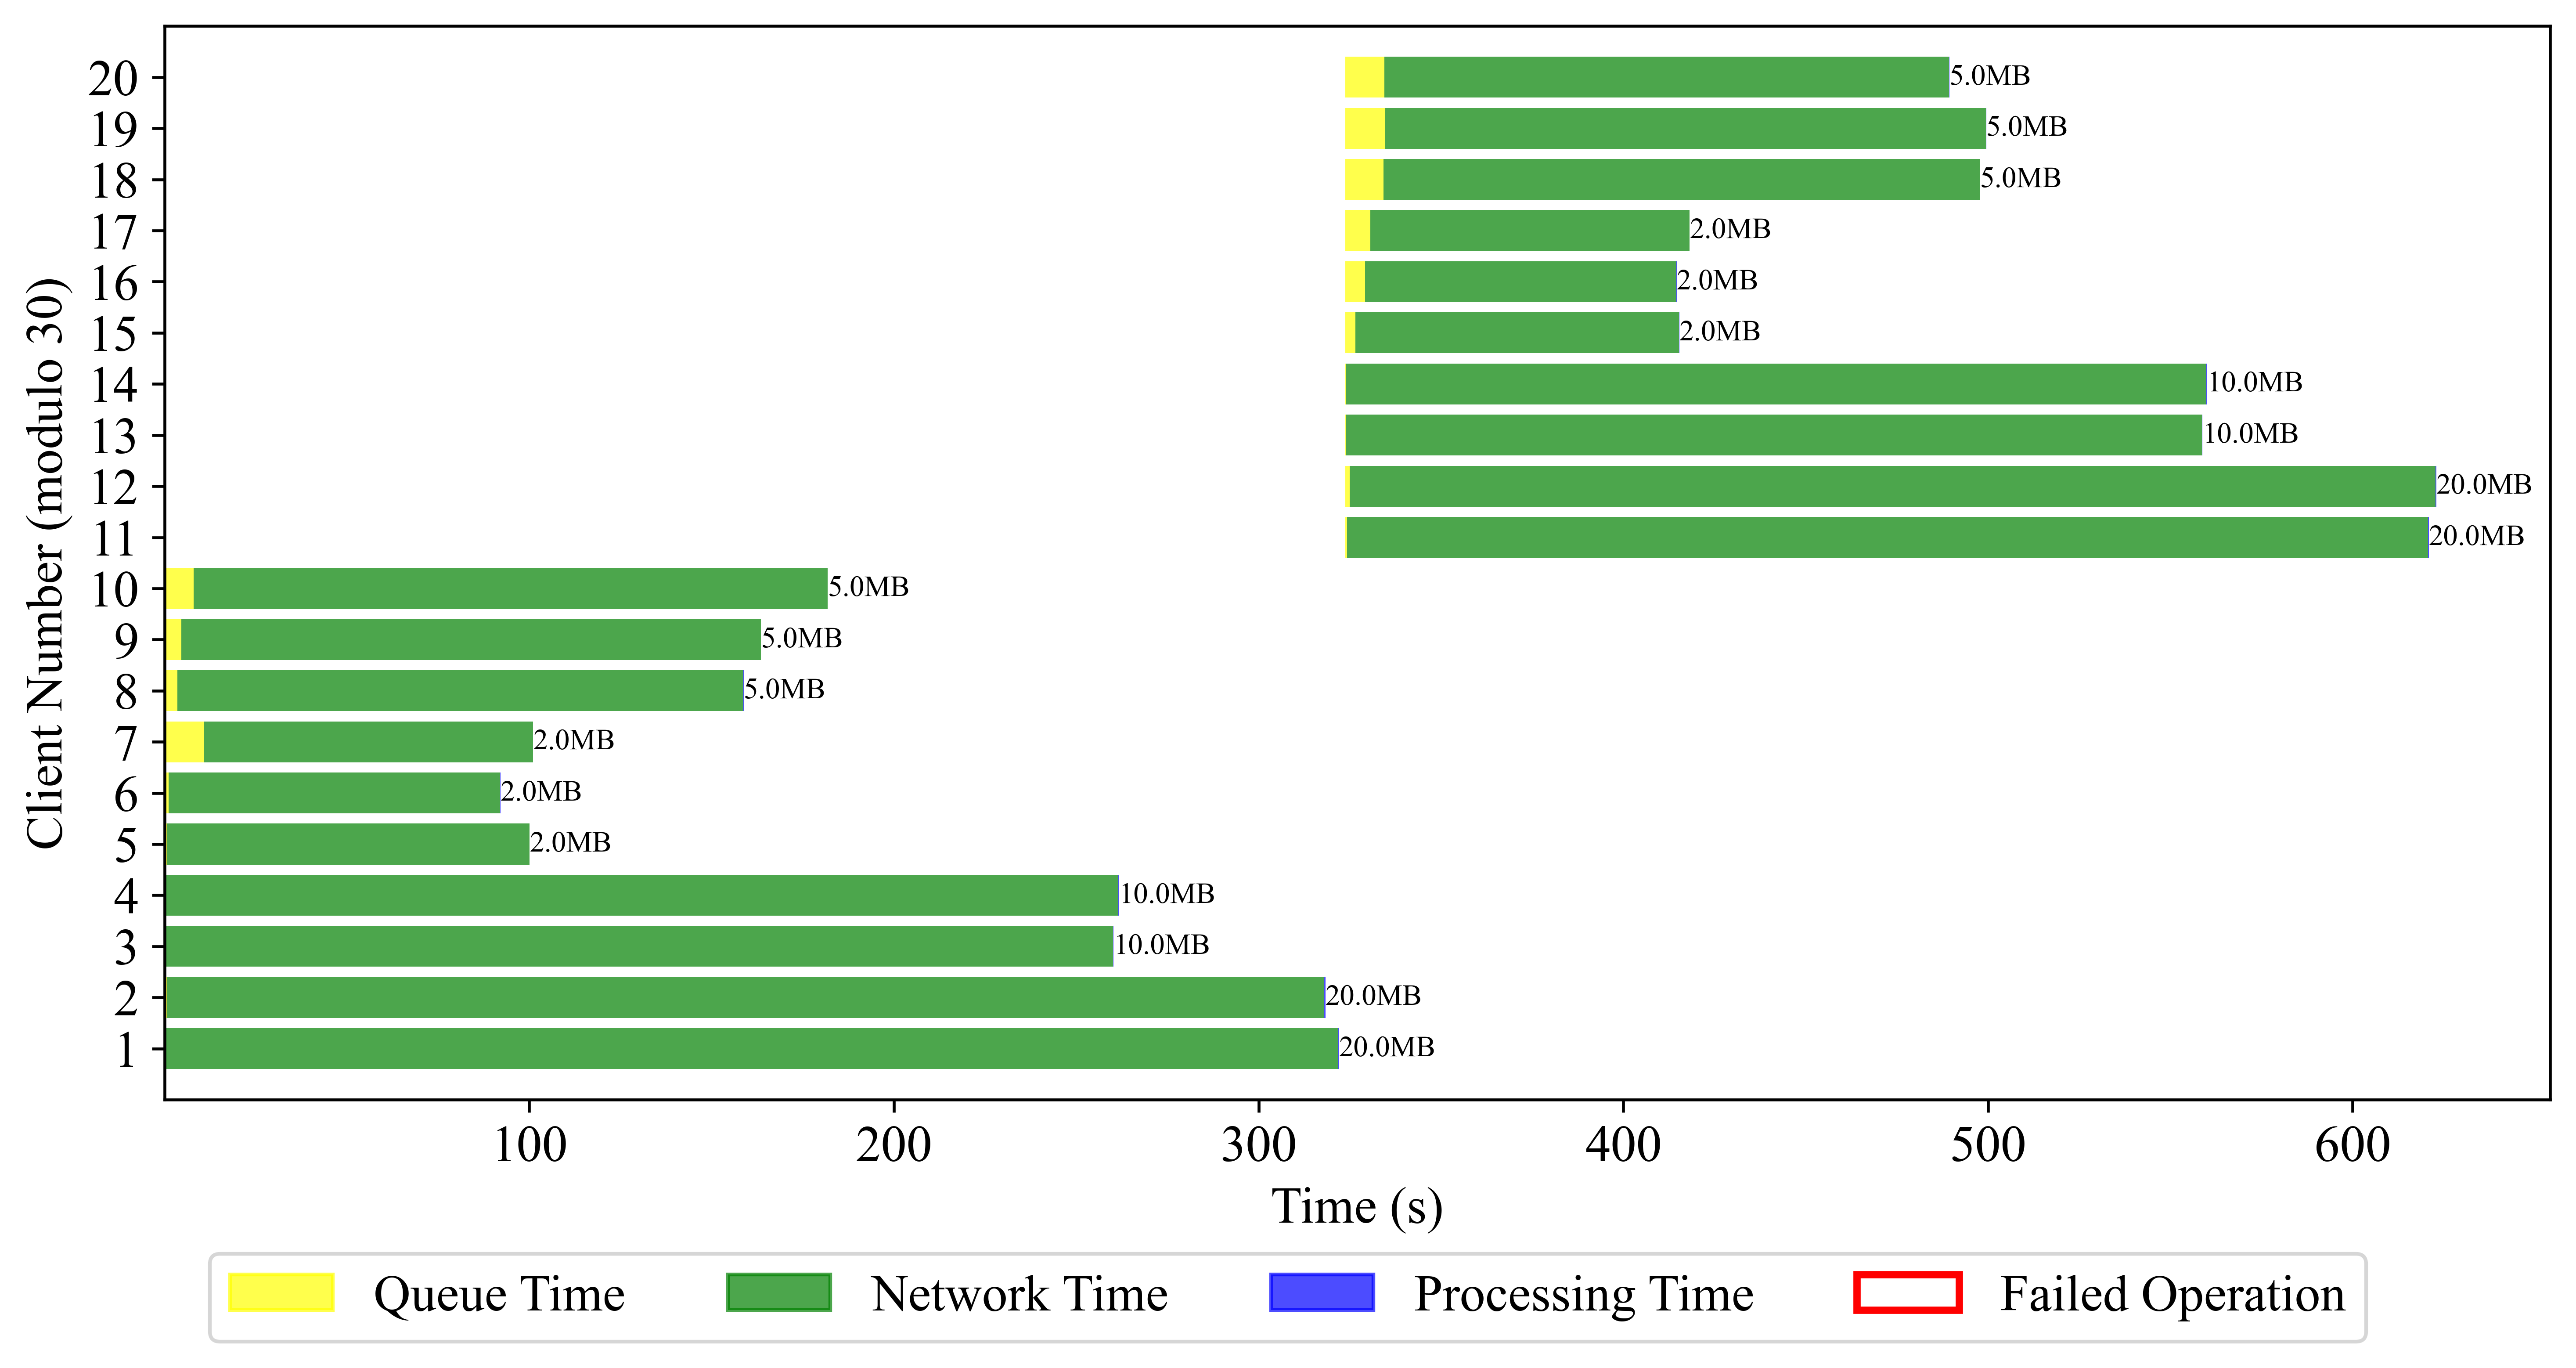 Client Number (modulo 30)
20 5.0MB
19 5.0MB
18 5.0MB
17 2.0MB
16 2.0MB
15 2.0MB
14 10.0MB
13 10.0MB
12 20.0MB
11 20.0MB
10 5.0MB
9 5.0MB
8 5.0MB
7 2.0MB
6 2.0MB
5 2.0MB
4 10.0MB
3 10.0MB
2 20.0MB
1 20.0MB
100 200 300 400 500 600
Time (s)
Queue Time Network Time Processing Time Failed Operation